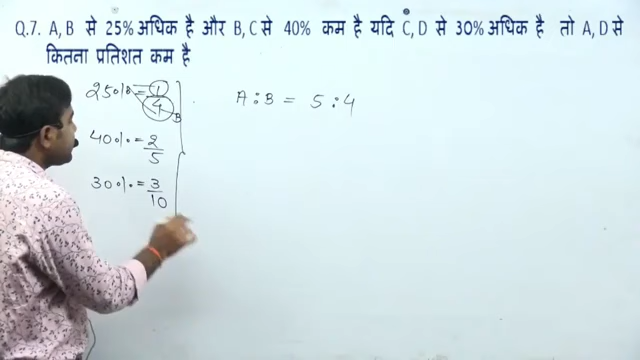 Q.7. A, B से 25% अधिक है और B, C से 40% कम है यदि C, D से 30% अधिक है तो A, D से
कितना प्रतिशत कम है
25% = 1/4 B
A : B = 5 : 4
40% = 2/5
30% = 3/10